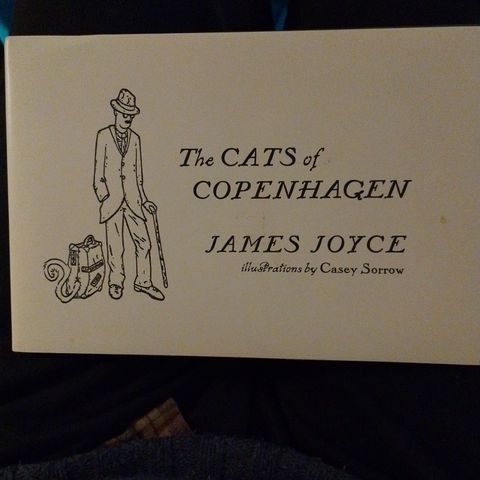 The CATS of
COPENHAGEN
JAMES JOYCE
illustrations by Casey Sorrow